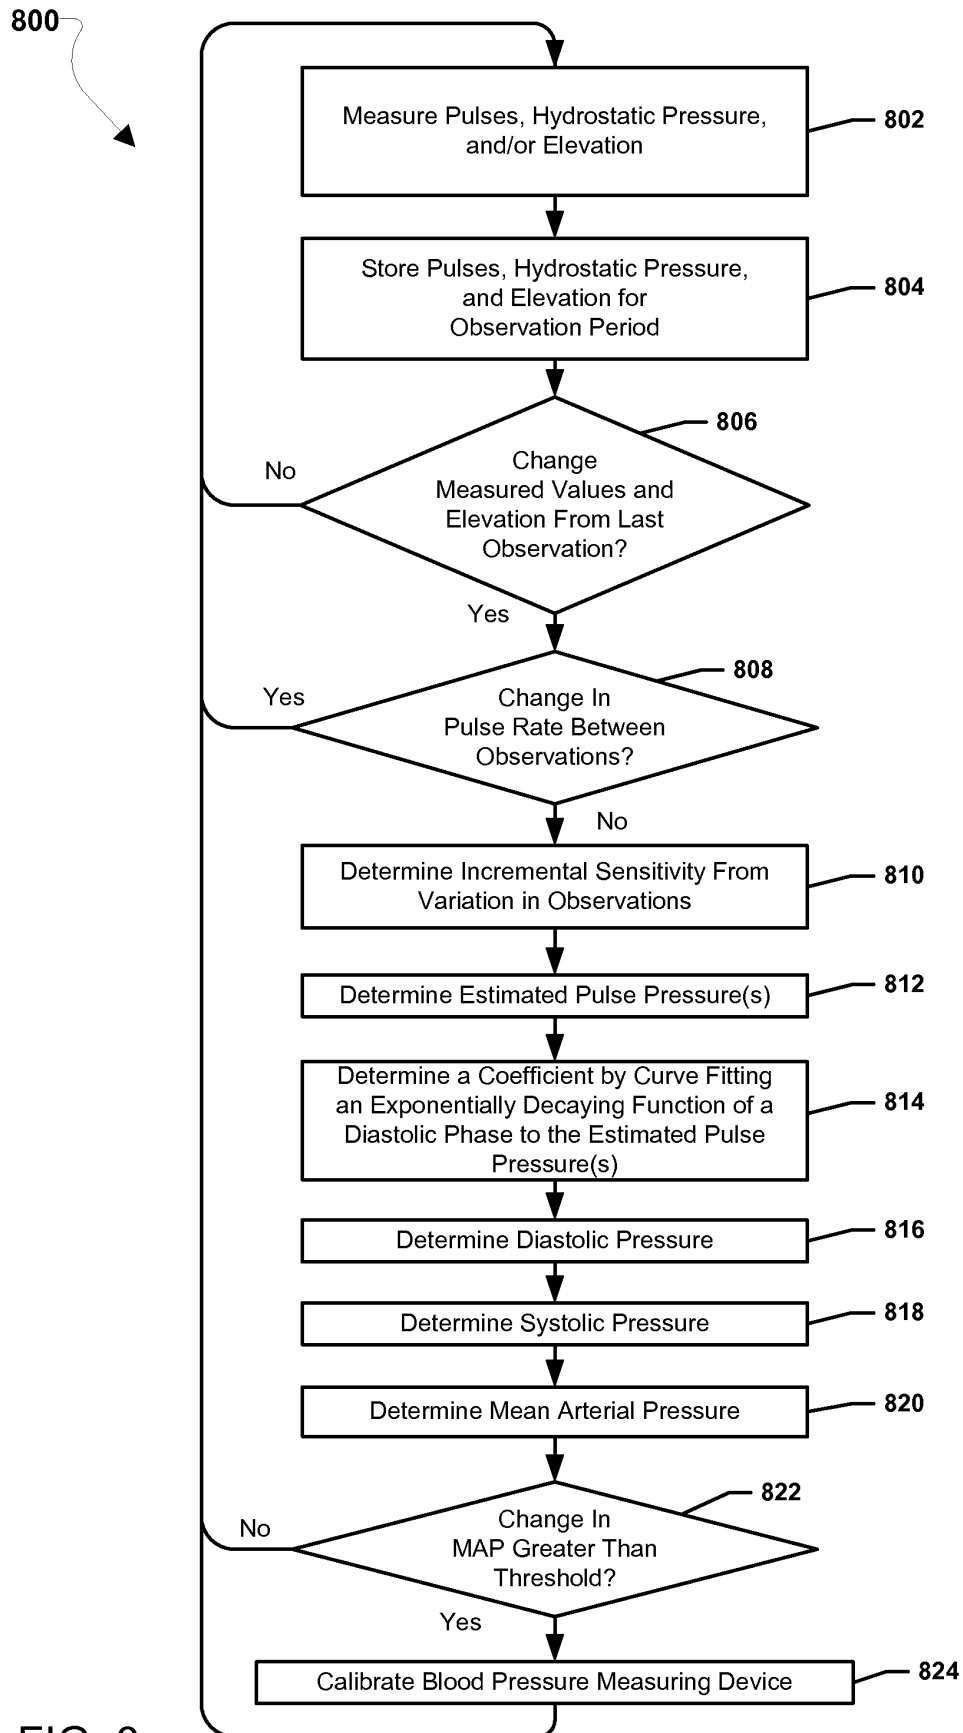 800
Measure Pulses, Hydrostatic Pressure,
and/or Elevation
802
Store Pulses, Hydrostatic Pressure,
and Elevation for
Observation Period
804
806
Change
Measured Values and
Elevation From Last
Observation?
No
Yes
808
Change In
Pulse Rate Between
Observations?
Yes
No
Determine Incremental Sensitivity From
Variation in Observations
810
Determine Estimated Pulse Pressure(s)
812
Determine a Coefficient by Curve Fitting
an Exponentially Decaying Function of a
Diastolic Phase to the Estimated Pulse
Pressure(s)
814
Determine Diastolic Pressure
816
Determine Systolic Pressure
818
Determine Mean Arterial Pressure
820
822
Change In
MAP Greater Than
Threshold?
No
Yes
Calibrate Blood Pressure Measuring Device
824
FIG.